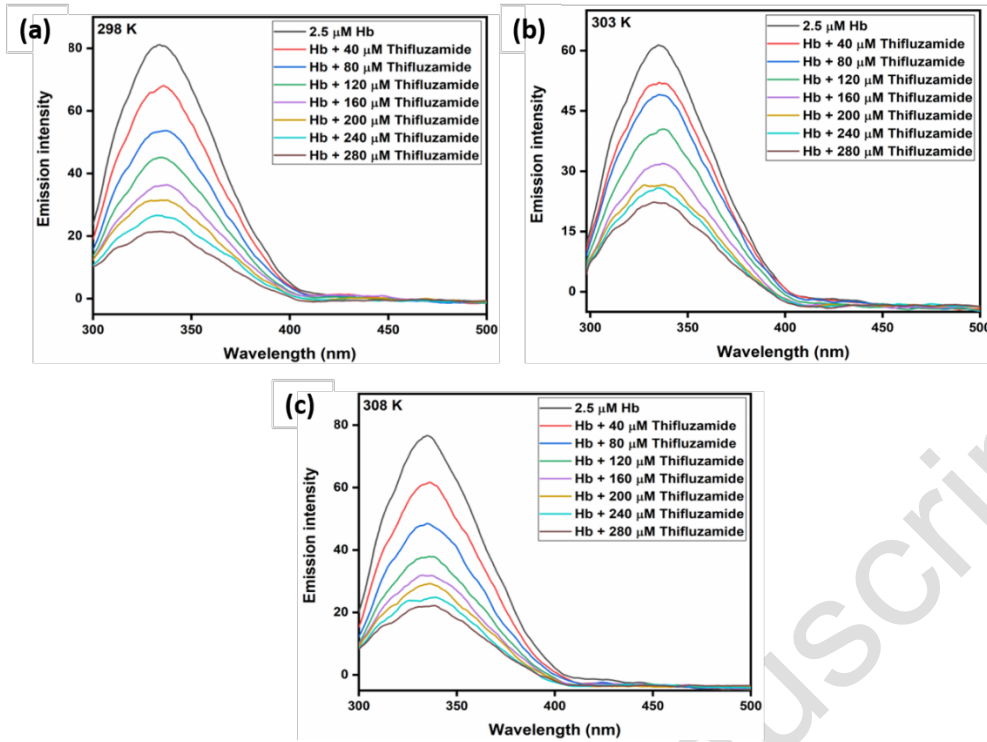 (a)
298 K
2.5 μM Hb
Hb + 40 μM Thifluzamide
Hb + 80 μM Thifluzamide
Hb + 120 μM Thifluzamide
Hb + 160 μM Thifluzamide
Hb + 200 μM Thifluzamide
Hb + 240 μM Thifluzamide
Hb + 280 μM Thifluzamide
Emission intensity
80
60
40
20
0
300
350
400
450
500
Wavelength (nm)
(b)
303 K
2.5 μM Hb
Hb + 40 μM Thifluzamide
Hb + 80 μM Thifluzamide
Hb + 120 μM Thifluzamide
Hb + 160 μM Thifluzamide
Hb + 200 μM Thifluzamide
Hb + 240 μM Thifluzamide
Hb + 280 μM Thifluzamide
Emission intensity
60
45
30
15
0
300
350
400
450
500
Wavelength (nm)
(c)
308 K
2.5 μM Hb
Hb + 40 μM Thifluzamide
Hb + 80 μM Thifluzamide
Hb + 120 μM Thifluzamide
Hb + 160 μM Thifluzamide
Hb + 200 μM Thifluzamide
Hb + 240 μM Thifluzamide
Hb + 280 μM Thifluzamide
Emission intensity
80
60
40
20
0
300
350
400
450
500
Wavelength (nm)